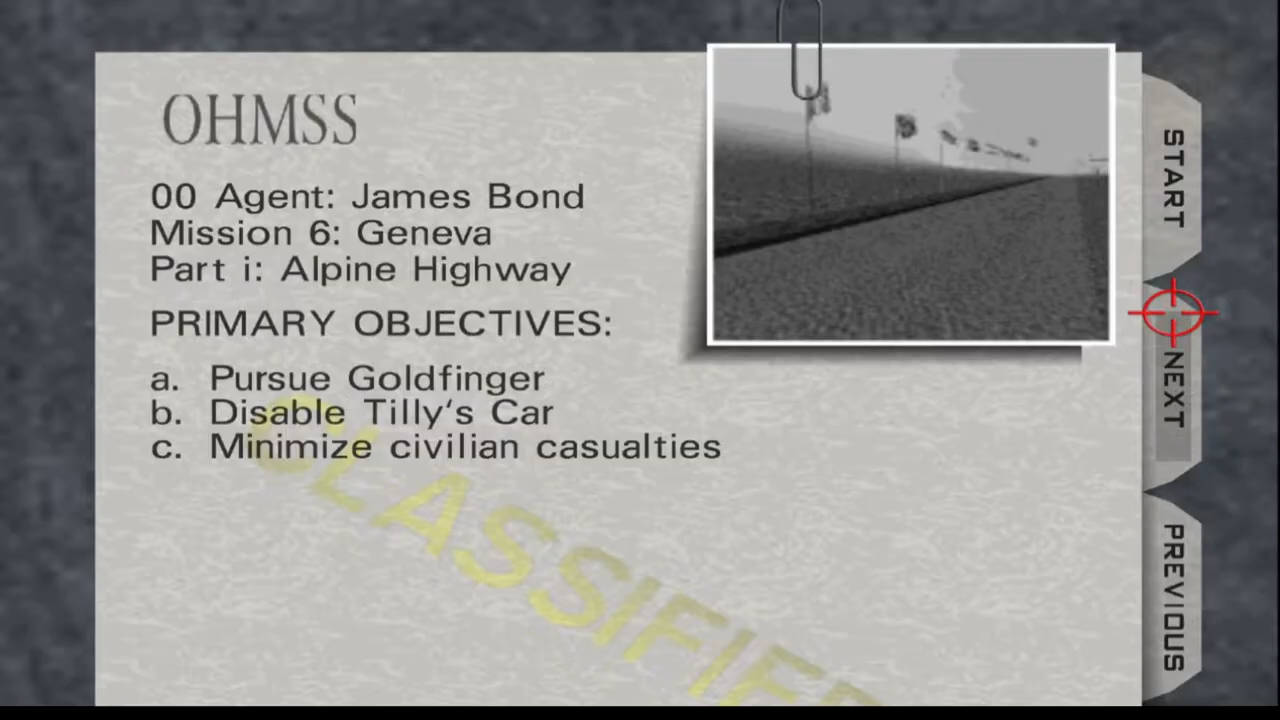 OHMSS
00 Agent: James Bond
Mission 6: Geneva
Part i: Alpine Highway
PRIMARY OBJECTIVES:
a. Pursue Goldfinger
b. Disable Tilly's Car
c. Minimize civilian casualties
CLASSIFIED
START
NEXT
PREVIOUS